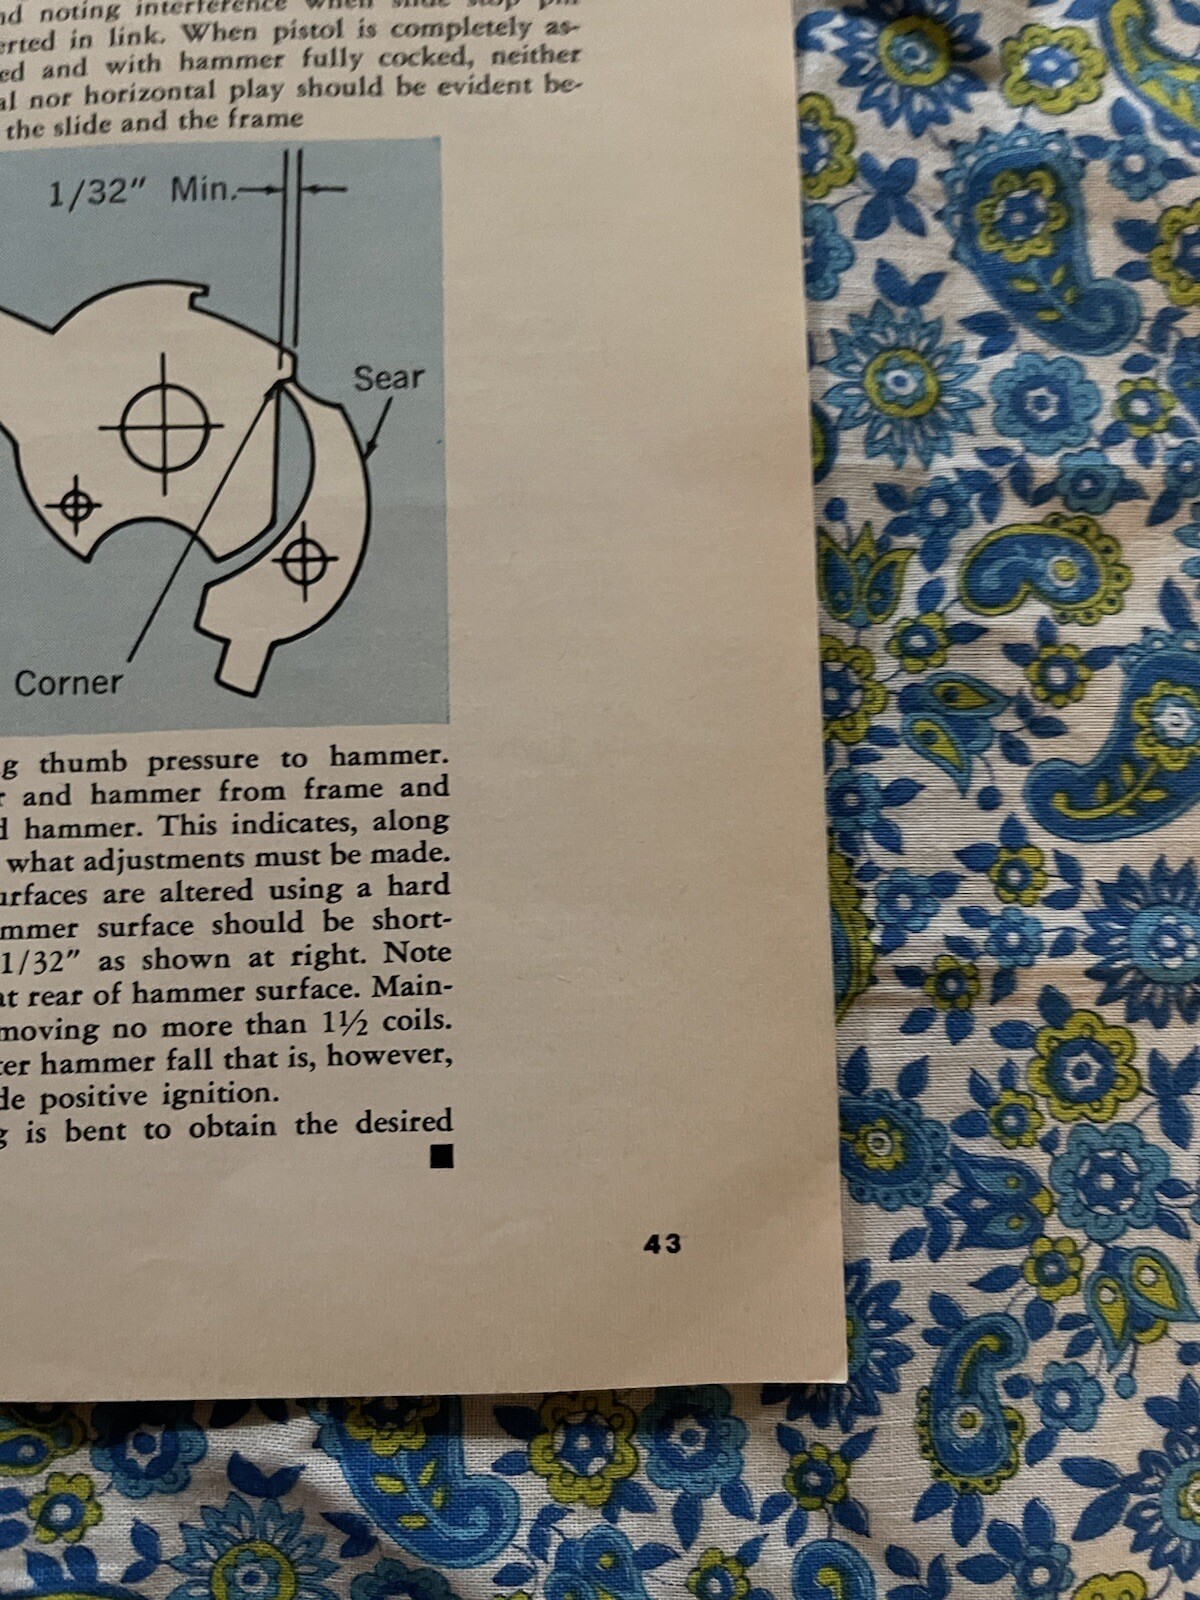 nd noting interference when slide stop pin
erted in link. When pistol is completely as-
ed and with hammer fully cocked, neither
al nor horizontal play should be evident be-
the slide and the frame
1/32" Min.
Sear
Corner
g thumb pressure to hammer.
r and hammer from frame and
d hammer. This indicates, along
what adjustments must be made.
urfaces are altered using a hard
mmer surface should be short-
1/32" as shown at right. Note
at rear of hammer surface. Main-
moving no more than 1½ coils.
ter hammer fall that is, however,
de positive ignition.
g is bent to obtain the desired
43